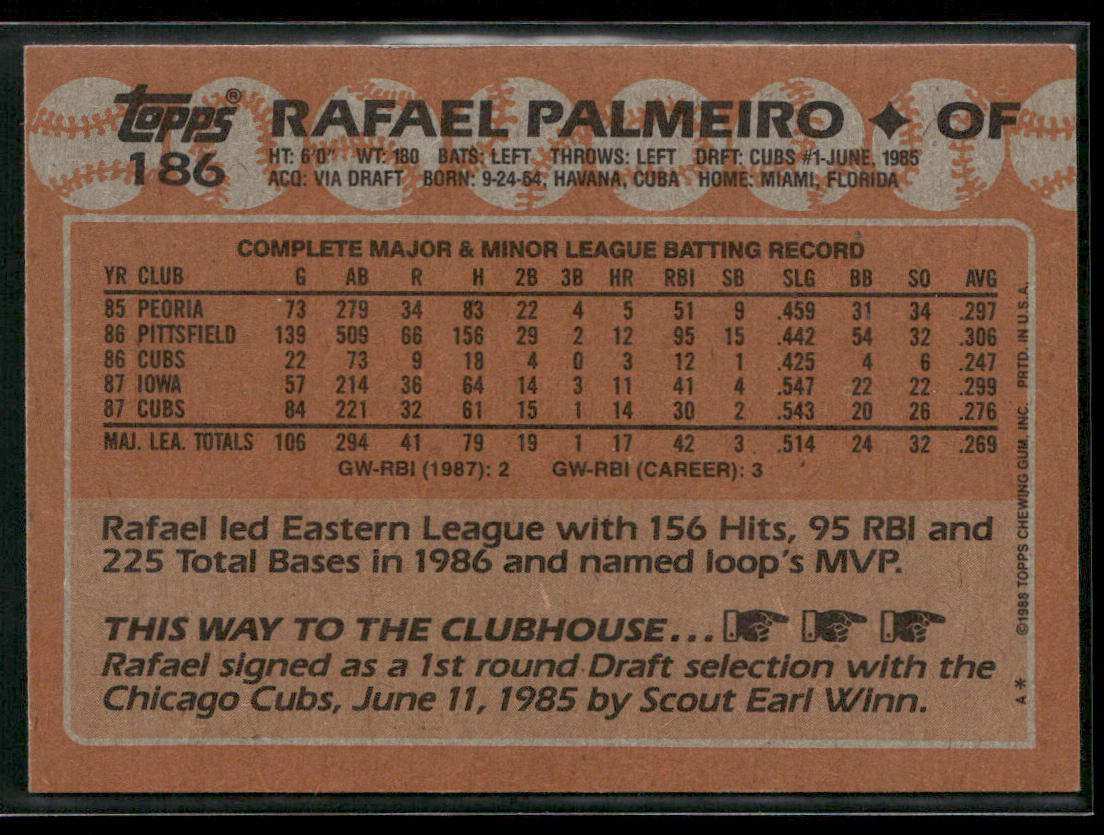 topps® RAFAEL PALMEIRO ♦ OF
186
HT: 6'0" WT: 180 BATS: LEFT THROWS: LEFT DRFT: CUBS #1-JUNE, 1985
ACQ: VIA DRAFT BORN: 9-24-64, HAVANA, CUBA HOME: MIAMI, FLORIDA
COMPLETE MAJOR & MINOR LEAGUE BATTING RECORD
YR CLUB G AB R H 2B 3B HR RBI SB SLG BB SO AVG
85 PEORIA 73 279 34 83 22 4 5 51 9 .459 31 34 .297
86 PITTSFIELD 139 509 66 156 29 2 12 95 15 .442 54 32 .306
86 CUBS 22 73 9 18 4 0 3 12 1 .425 4 6 .247
87 IOWA 57 214 36 64 14 3 11 41 4 .547 22 22 .299
87 CUBS 84 221 32 61 15 1 14 30 2 .543 20 26 .276
MAJ. LEA. TOTALS 106 294 41 79 19 1 17 42 3 .514 24 32 .269
GW-RBI (1987): 2 GW-RBI (CAREER): 3
Rafael led Eastern League with 156 Hits, 95 RBI and
225 Total Bases in 1986 and named loop's MVP.
THIS WAY TO THE CLUBHOUSE...
Rafael signed as a 1st round Draft selection with the
Chicago Cubs, June 11, 1985 by Scout Earl Winn.
A* ©1988 TOPPS CHEWING GUM, INC. PRTD. IN U.S.A.